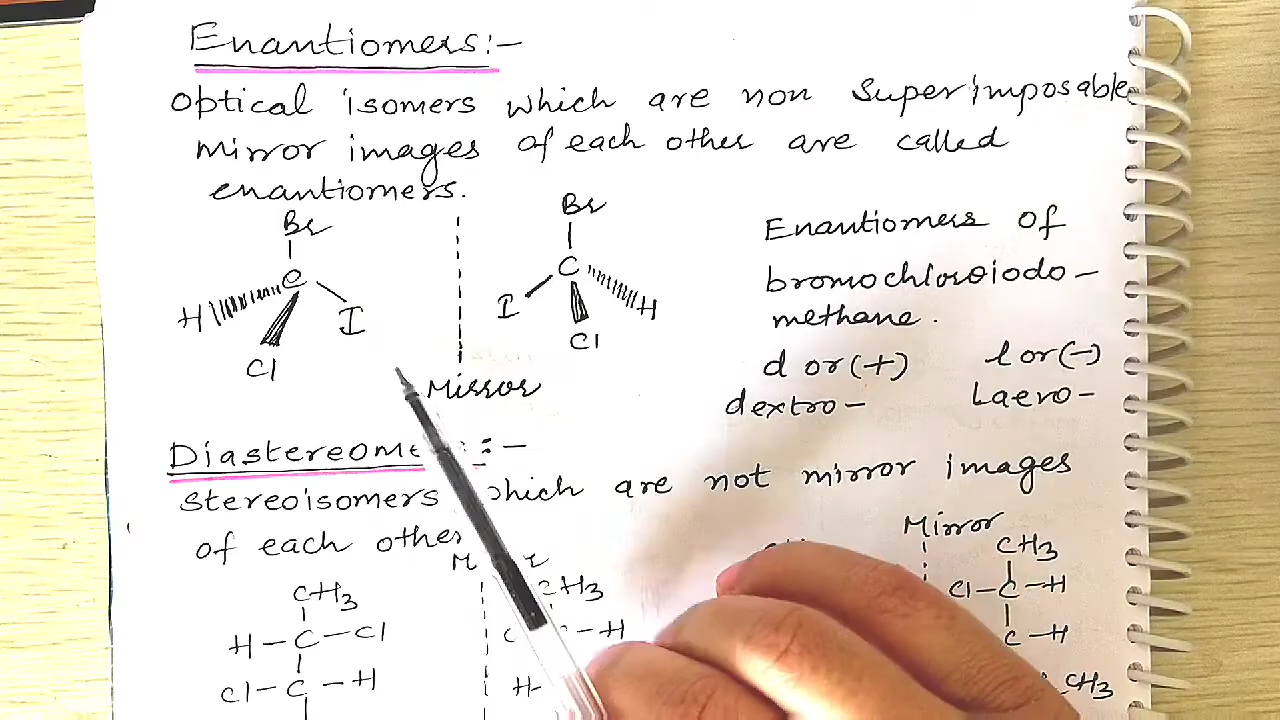 Enantiomers:-
Optical isomers which are non Superimposable
mirror images of each other are called
enantiomers.
Br
C
H
I
Cl
Br
C
I
H
Cl
Mirror
Enantiomers of
bromochloroiodo-
methane.
d or(+) l or(-)
dextro- Laevo-
:-
stereoisomers which are not mirror images
of each other
CH3
H-C-Cl
Cl-C-H
CH3
-H
H
Mirror
CH3
Cl-C-H
C-H
CH3